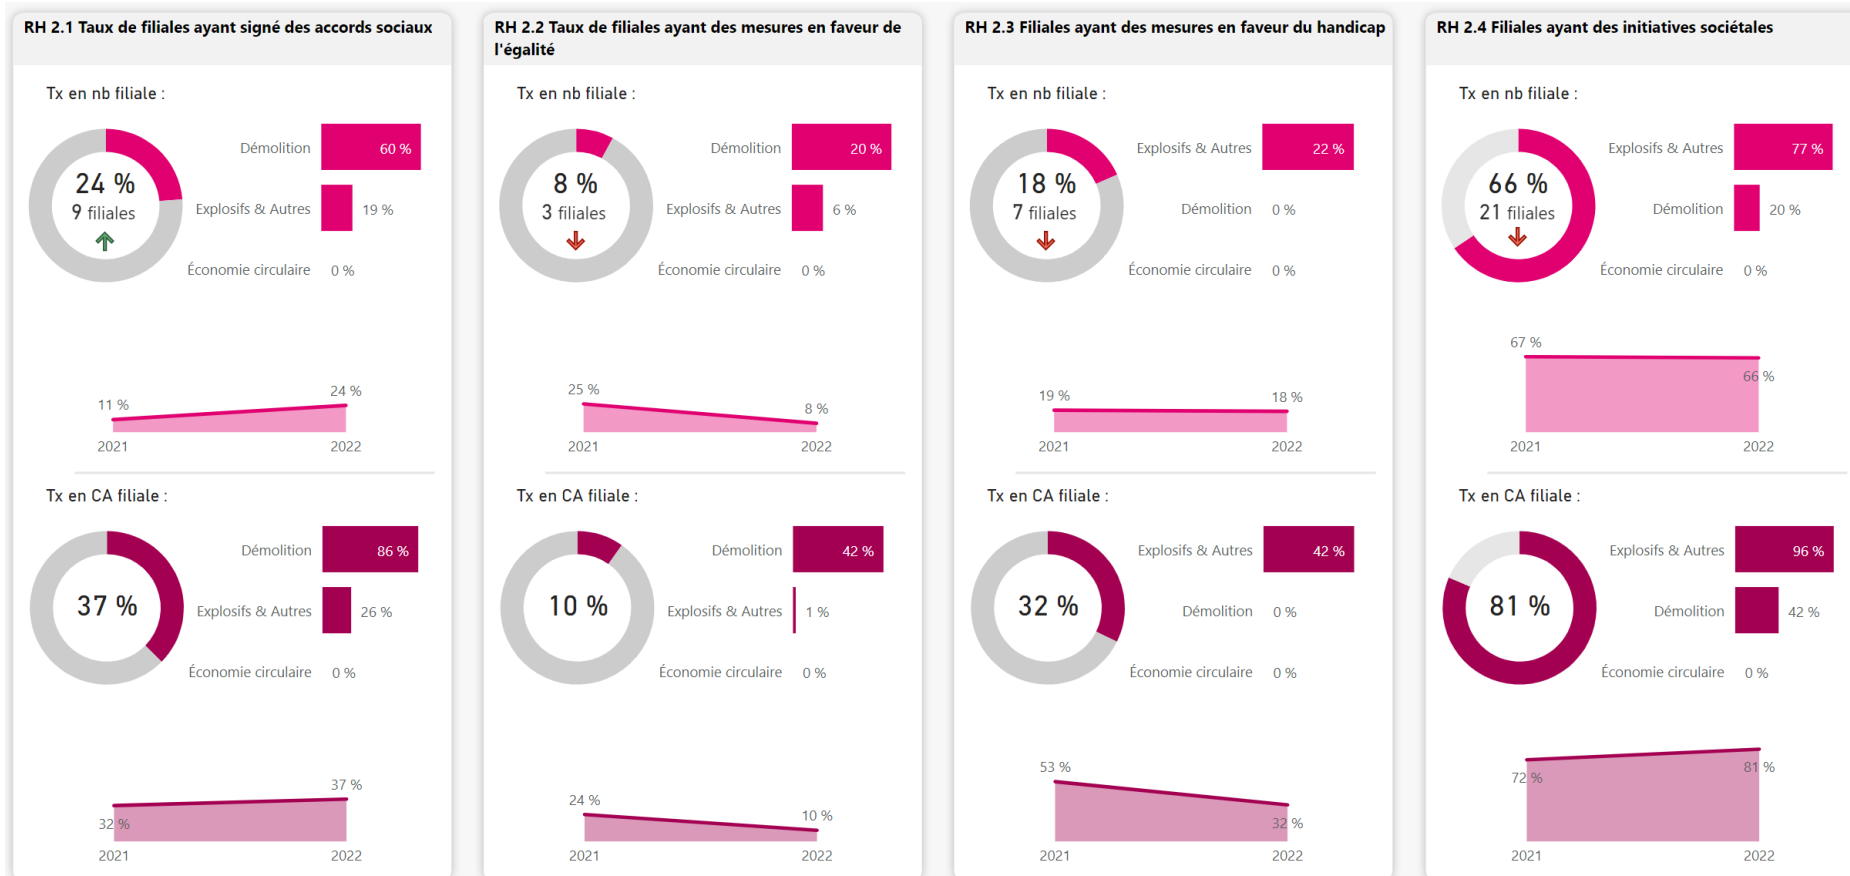 RH 2.1 Taux de filiales ayant signé des accords sociaux
Tx en nb filiale :
24 %
9 filiales
Démolition
60 %
Explosifs & Autres
19 %
Économie circulaire
0 %
11 %
24 %
2021
2022
Tx en CA filiale :
37 %
Démolition
86 %
Explosifs & Autres
26 %
Économie circulaire
0 %
32 %
37 %
2021
2022
RH 2.2 Taux de filiales ayant des mesures en faveur de
l'égalité
Tx en nb filiale :
8 %
3 filiales
Démolition
20 %
Explosifs & Autres
6 %
Économie circulaire
0 %
25 %
8 %
2021
2022
Tx en CA filiale :
10 %
Démolition
42 %
Explosifs & Autres
1 %
Économie circulaire
0 %
24 %
10 %
2021
2022
RH 2.3 Filiales ayant des mesures en faveur du handicap
Tx en nb filiale :
18 %
7 filiales
Explosifs & Autres
22 %
Démolition
0 %
Économie circulaire
0 %
19 %
18 %
2021
2022
Tx en CA filiale :
32 %
Explosifs & Autres
42 %
Démolition
0 %
Économie circulaire
0 %
53 %
32 %
2021
2022
RH 2.4 Filiales ayant des initiatives sociétales
Tx en nb filiale :
66 %
21 filiales
Explosifs & Autres
77 %
Démolition
20 %
Économie circulaire
0 %
67 %
66 %
2021
2022
Tx en CA filiale :
81 %
Explosifs & Autres
96 %
Démolition
42 %
Économie circulaire
0 %
72 %
81 %
2021
2022